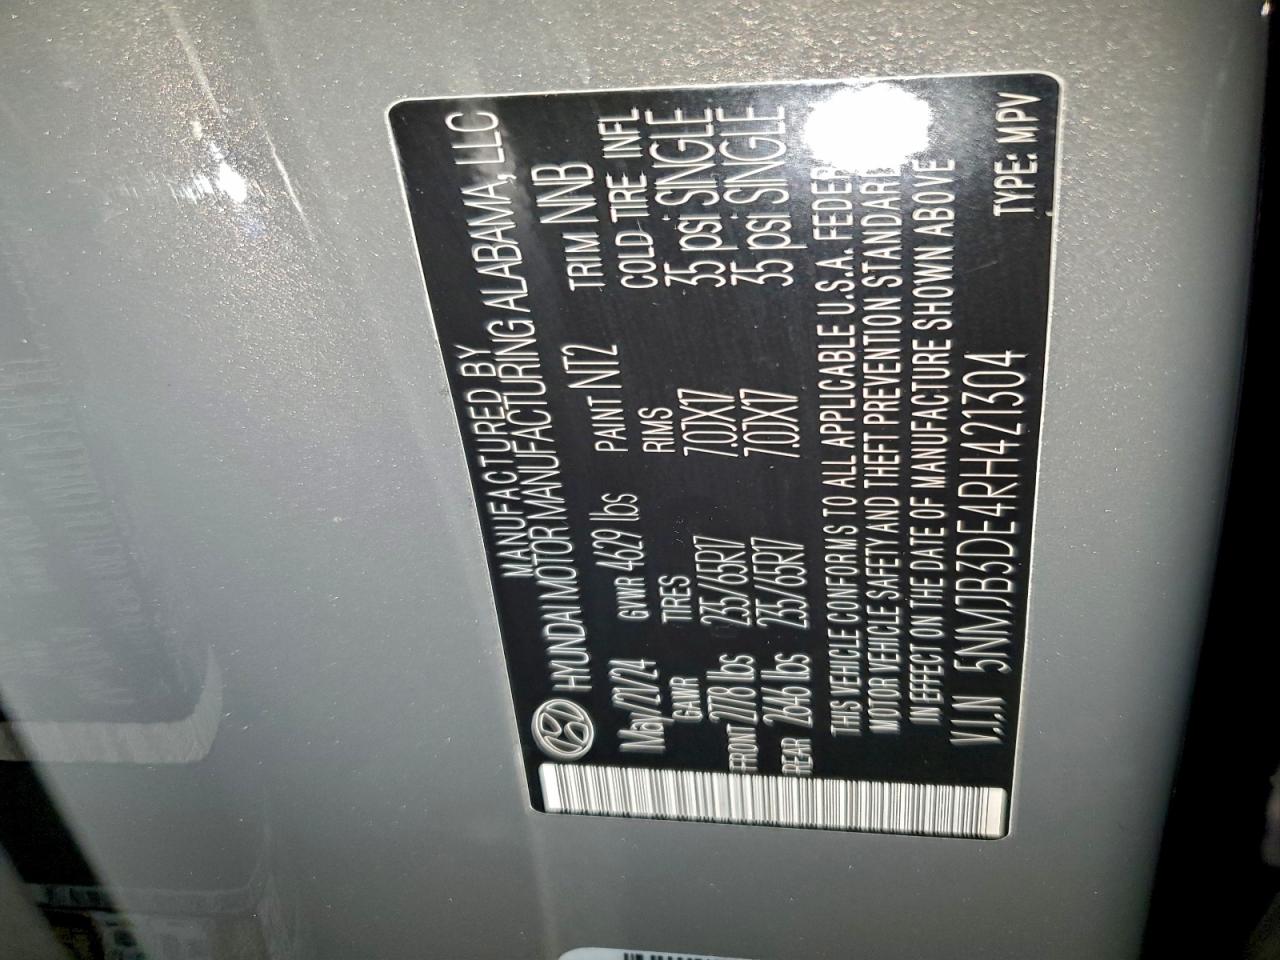 MANUFACTURED BY
HYUNDAI MOTOR MANUFACTURING ALABAMA, LLC
May/20/24 GVWR 4629 lbs PAINT NT2 TRIM NNB
GAWR TIRES RIMS COLD TIRE INFL
FRONT 2778 lbs 235/65R17 7.0JX17 35 psi SINGLE
REAR 2646 lbs 235/65R17 7.0JX17 35 psi SINGLE
THIS VEHICLE CONFORMS TO ALL APPLICABLE U.S.A. FEDER
MOTOR VEHICLE SAFETY AND THEFT PREVENTION STANDARD
IN EFFECT ON THE DATE OF MANUFACTURE SHOWN ABOVE
V.I.N 5NMJB3DE4RH421304 TYPE: MPV